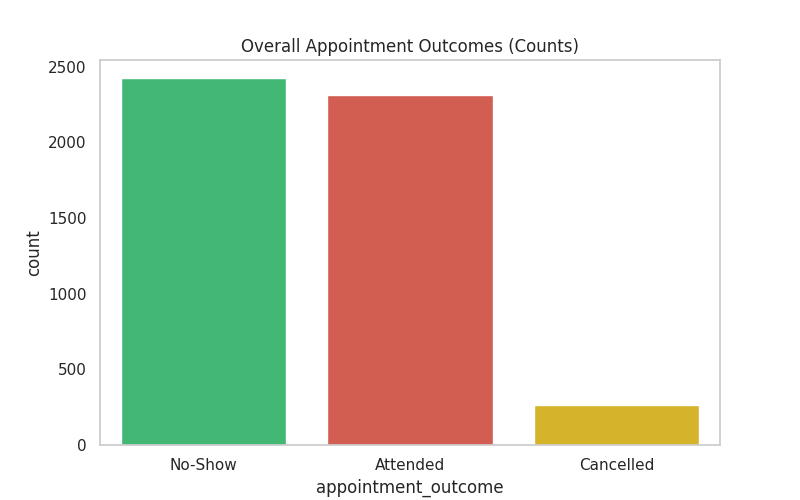 Overall Appointment Outcomes (Counts)
2500
2000
1500
1000
500
0
count
No-Show
Attended
Cancelled
appointment_outcome